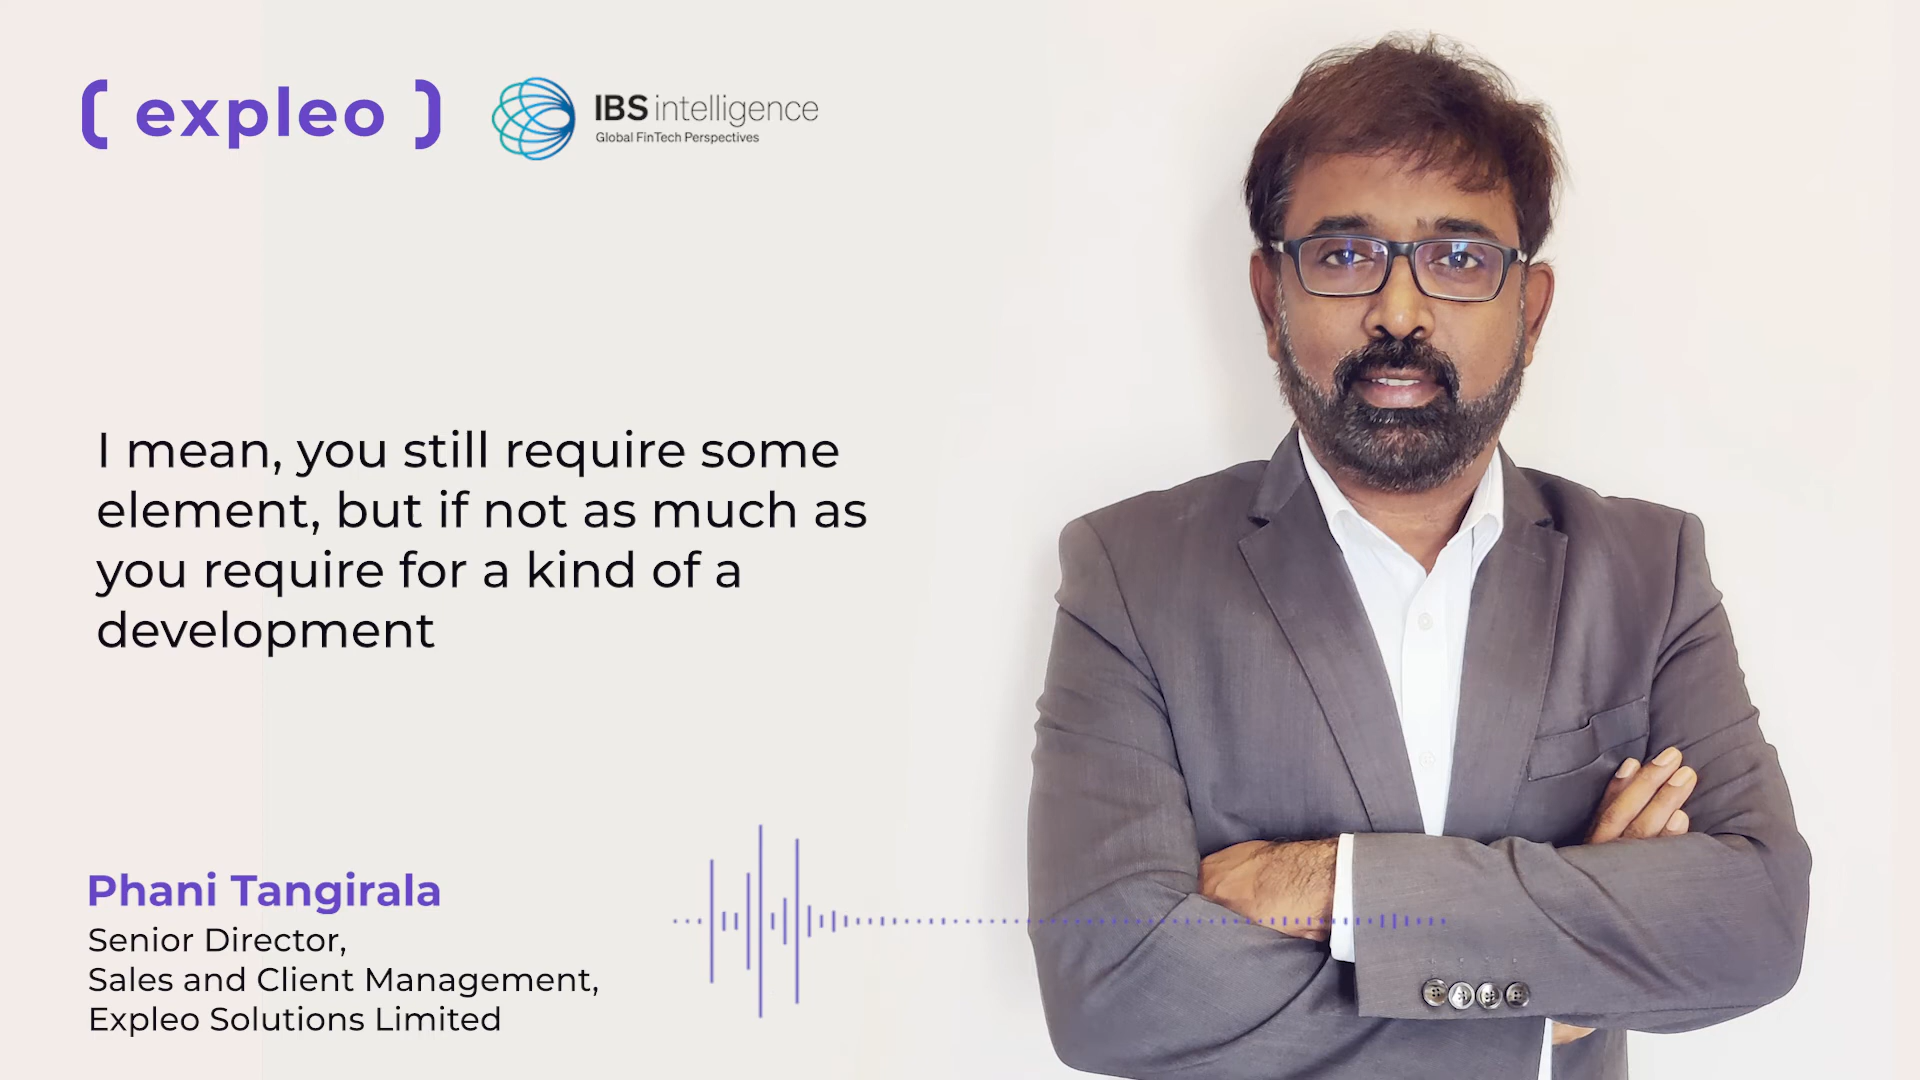 ( expleo )
IBS intelligence
Global FinTech Perspectives
I mean, you still require some
element, but if not as much as
you require for a kind of a
development
Phani Tangirala
Senior Director,
Sales and Client Management,
Expleo Solutions Limited